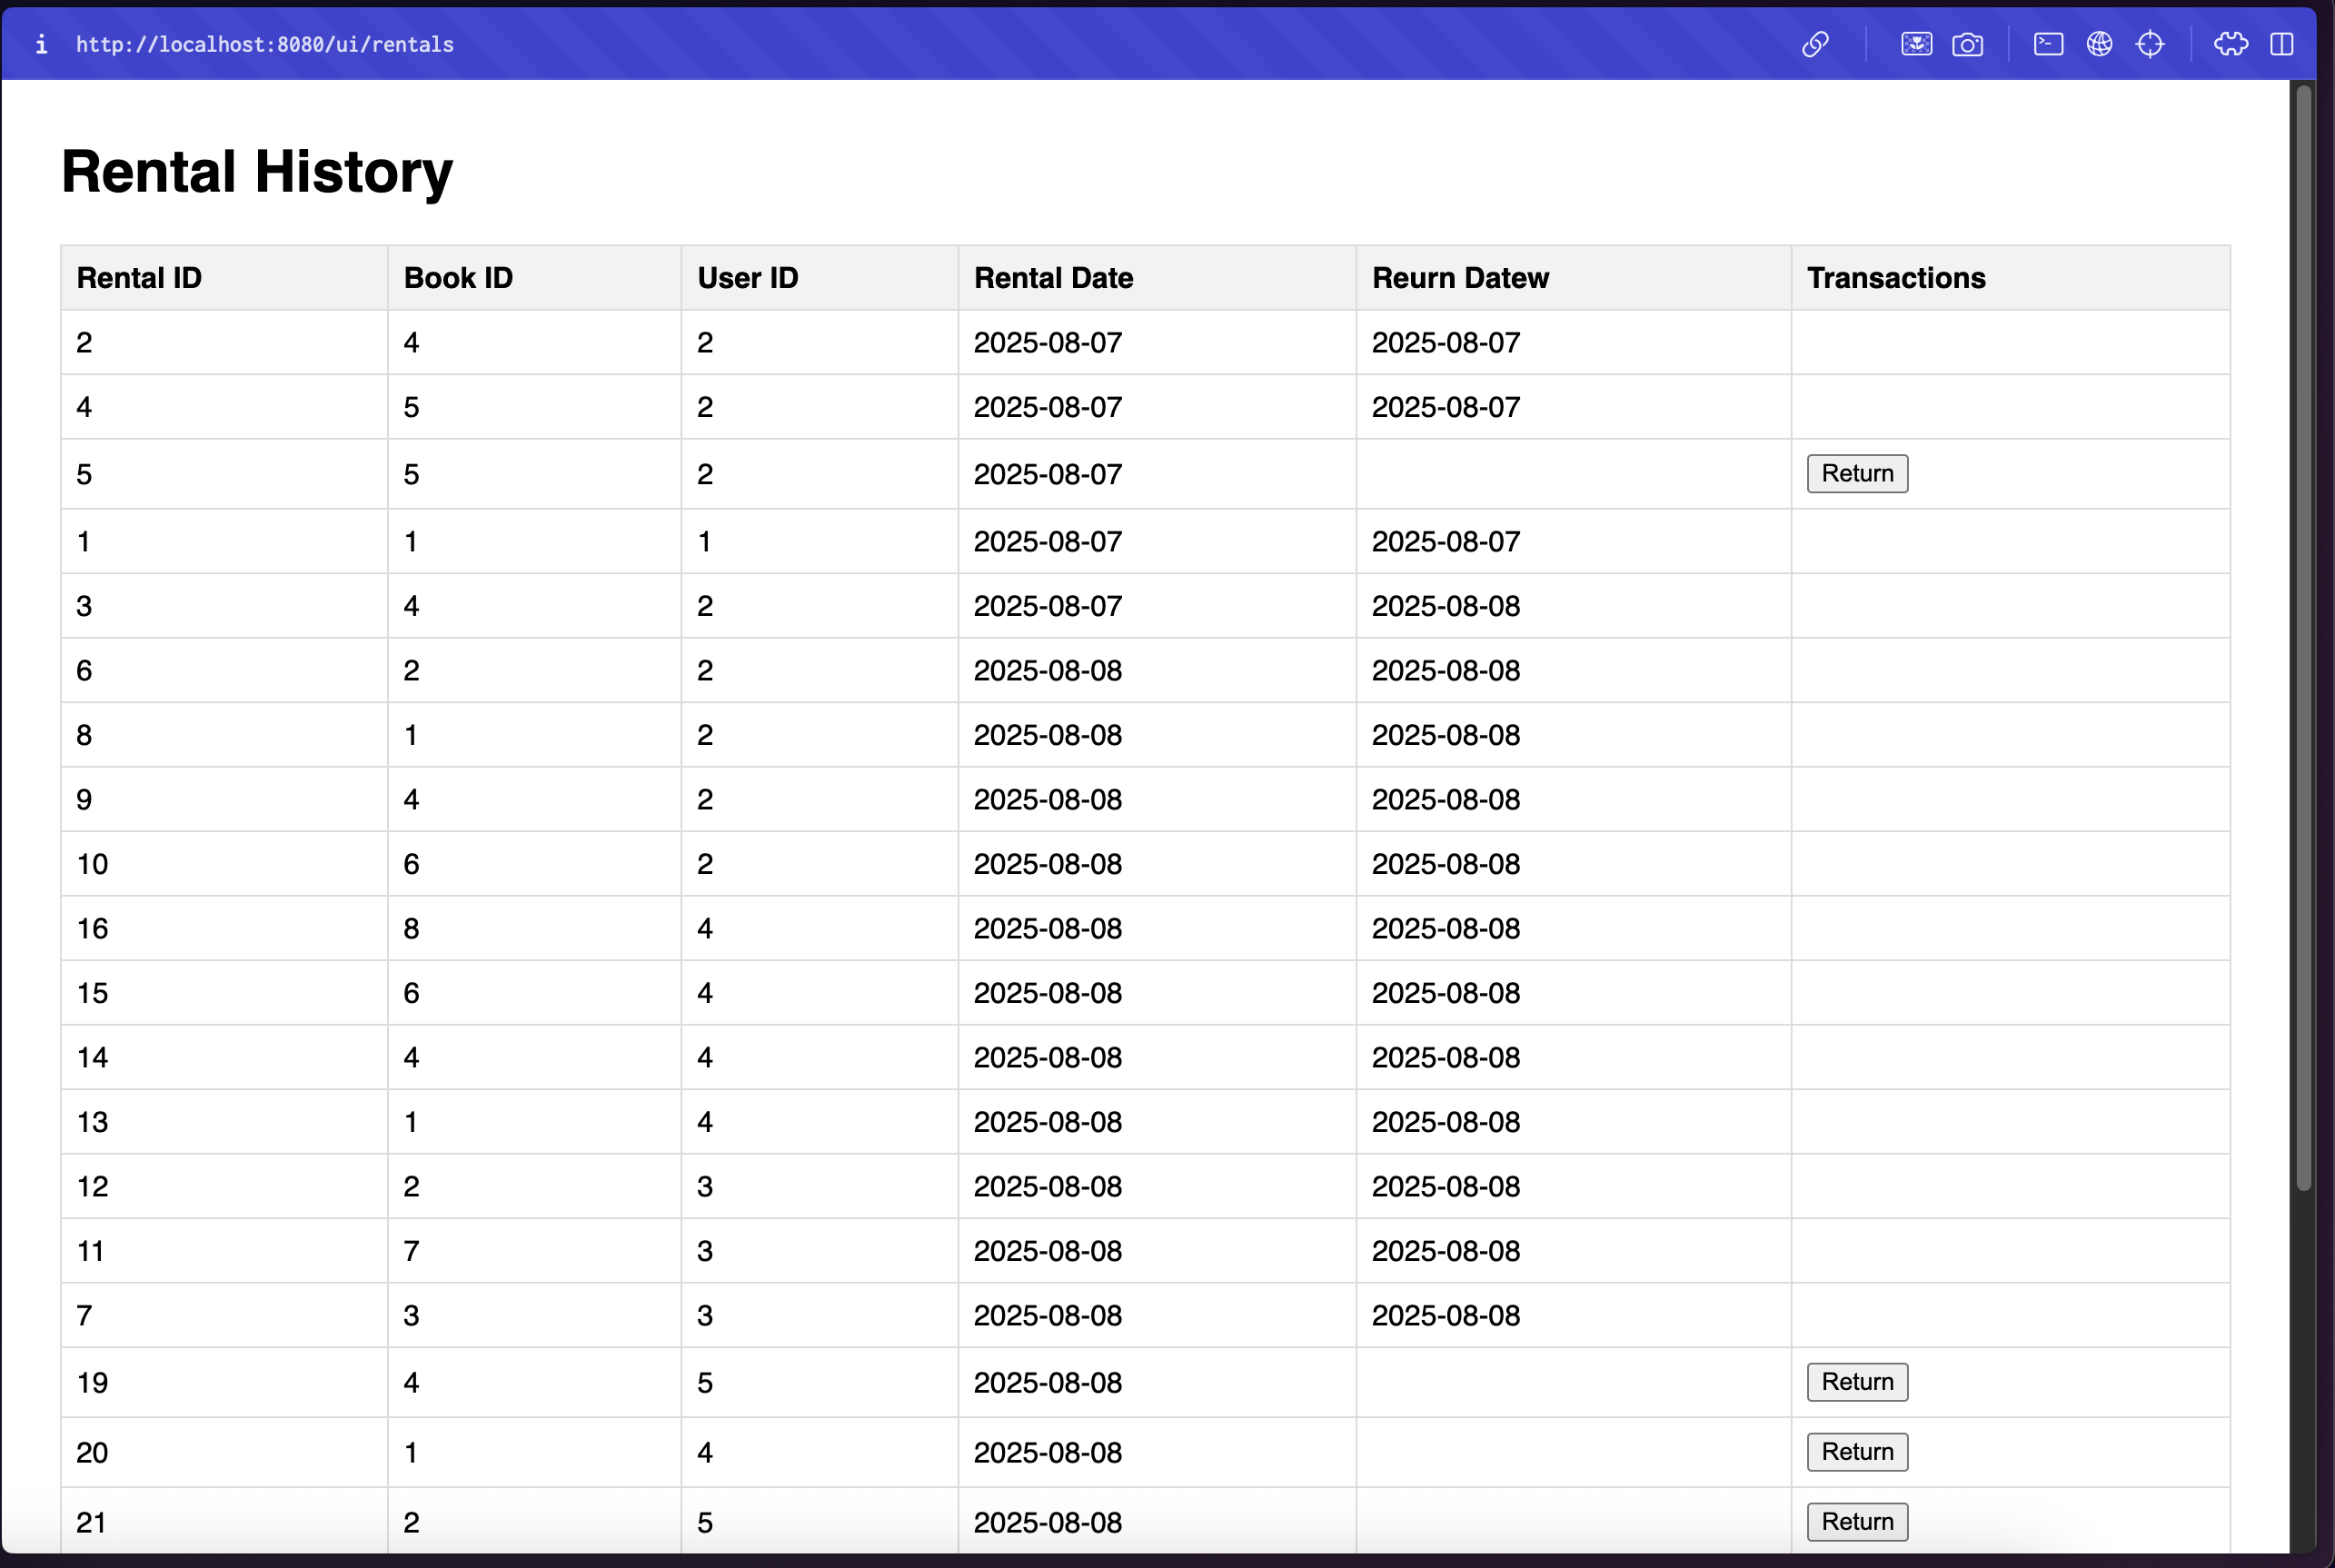 i http://localhost:8080/ui/rentals
Rental History
Rental ID Book ID User ID Rental Date Reurn Datew Transactions
2 4 2 2025-08-07 2025-08-07
4 5 2 2025-08-07 2025-08-07
5 5 2 2025-08-07 Return
1 1 1 2025-08-07 2025-08-07
3 4 2 2025-08-07 2025-08-08
6 2 2 2025-08-08 2025-08-08
8 1 2 2025-08-08 2025-08-08
9 4 2 2025-08-08 2025-08-08
10 6 2 2025-08-08 2025-08-08
16 8 4 2025-08-08 2025-08-08
15 6 4 2025-08-08 2025-08-08
14 4 4 2025-08-08 2025-08-08
13 1 4 2025-08-08 2025-08-08
12 2 3 2025-08-08 2025-08-08
11 7 3 2025-08-08 2025-08-08
7 3 3 2025-08-08 2025-08-08
19 4 5 2025-08-08 Return
20 1 4 2025-08-08 Return
21 2 5 2025-08-08 Return